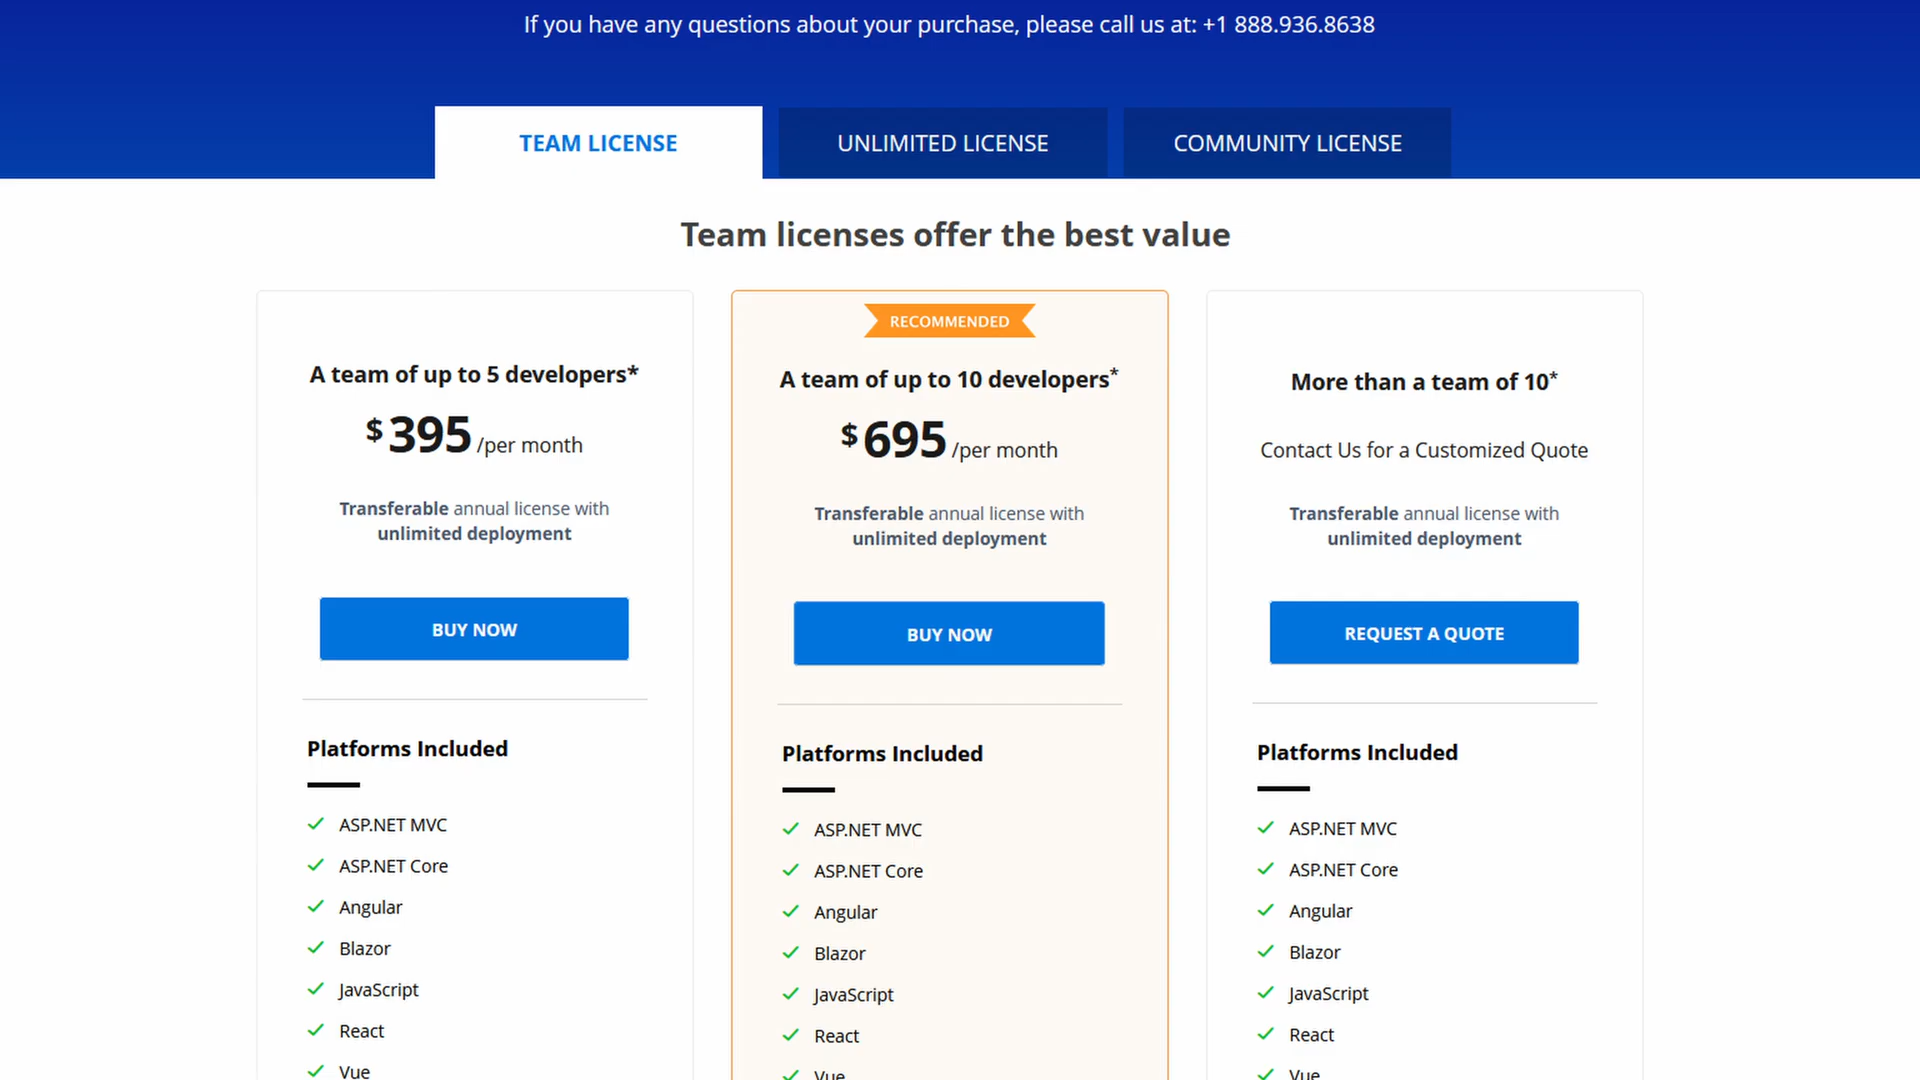 If you have any questions about your purchase, please call us at: +1 888.936.8638
TEAM LICENSE
UNLIMITED LICENSE
COMMUNITY LICENSE
Team licenses offer the best value
A team of up to 5 developers*
$395 /per month
Transferable annual license with
unlimited deployment
BUY NOW
Platforms Included
ASP.NET MVC
ASP.NET Core
Angular
Blazor
JavaScript
React
Vue
RECOMMENDED
A team of up to 10 developers*
$695 /per month
Transferable annual license with
unlimited deployment
BUY NOW
Platforms Included
ASP.NET MVC
ASP.NET Core
Angular
Blazor
JavaScript
React
Vue
More than a team of 10*
Contact Us for a Customized Quote
Transferable annual license with
unlimited deployment
REQUEST A QUOTE
Platforms Included
ASP.NET MVC
ASP.NET Core
Angular
Blazor
JavaScript
React
Vue